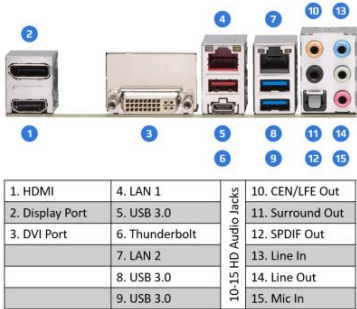 2 4 7 10 13
1 3 5 8 11 14
6 9 12 15
1. HDMI 4. LAN 1 10. CEN/LFE Out
2. Display Port 5. USB 3.0 11. Surround Out
3. DVI Port 6. Thunderbolt 12. SPDIF Out
7. LAN 2 13. Line In
8. USB 3.0 14. Line Out
9. USB 3.0 15. Mic In
10-15 HD Audio Jacks